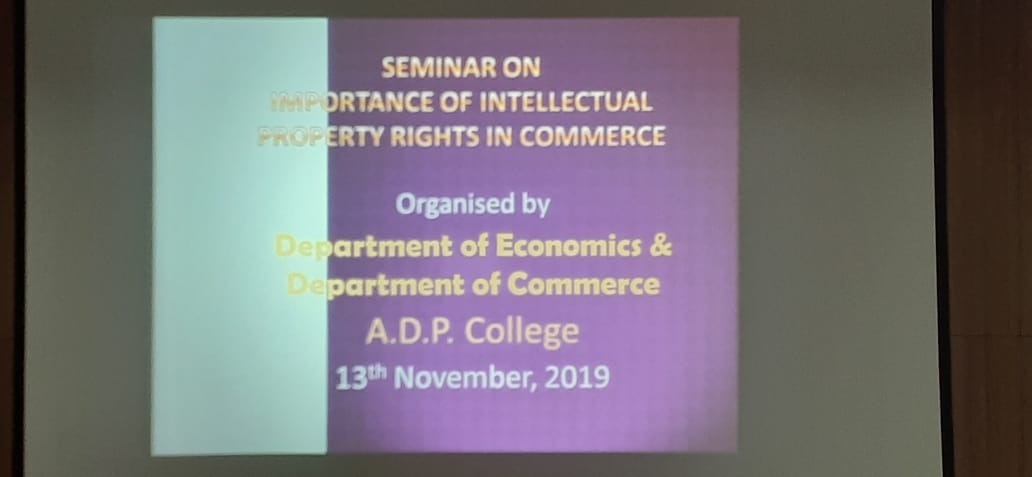 SEMINAR ON
IMPORTANCE OF INTELLECTUAL
PROPERTY RIGHTS IN COMMERCE
Organised by
Department of Economics &
Department of Commerce
A.D.P. College
13th November, 2019